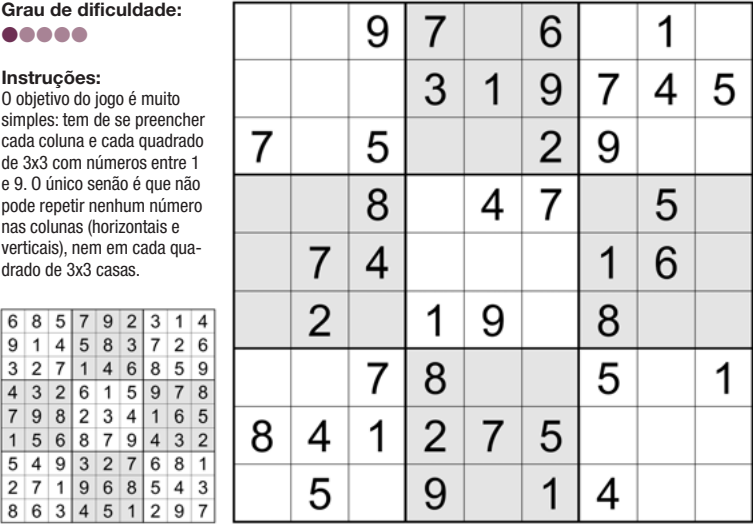 Grau de dificuldade:
Instruções:
O objetivo do jogo é muito
simples: tem de se preencher
cada coluna e cada quadrado
de 3x3 com números entre 1
e 9. O único senão é que não
pode repetir nenhum número
nas colunas (horizontais e
verticais), nem em cada qua-
drado de 3x3 casas.
6 8 5 7 9 2 3 1 4
9 1 4 5 8 3 7 2 6
3 2 7 1 4 6 8 5 9
4 3 2 6 1 5 9 7 8
7 9 8 2 3 4 1 6 5
1 5 6 8 7 9 4 3 2
5 4 9 3 2 7 6 8 1
2 7 1 9 6 8 5 4 3
8 6 3 4 5 1 2 9 7
9 7 6 1
3 1 9 7 4 5
7 5 2 9
8 4 7 5
7 4 1 6
2 1 9 8
7 8 5 1
8 4 1 2 7 5
5 9 1 4